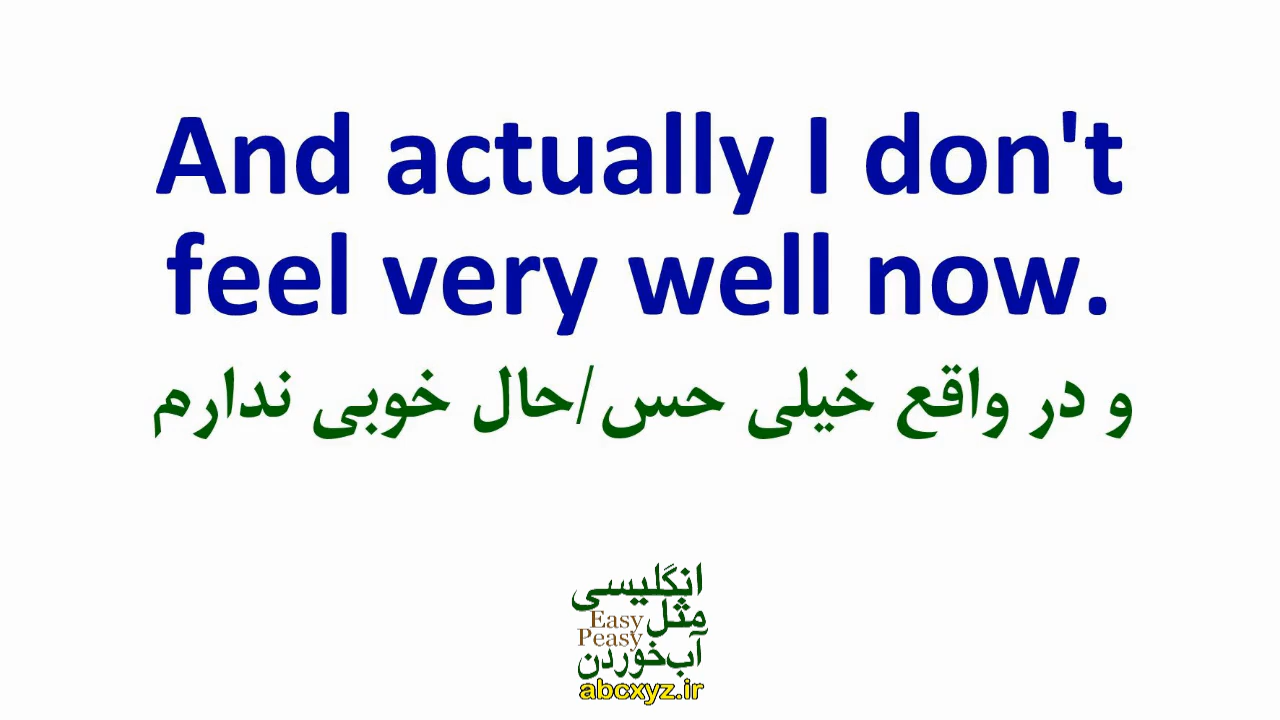 And actually I don't
feel very well now.
و در واقع خیلی حس/حال خوبی ندارم
انگلیسی
مثل
Easy
Peasy
آب‌خوردن
abcxyz.ir